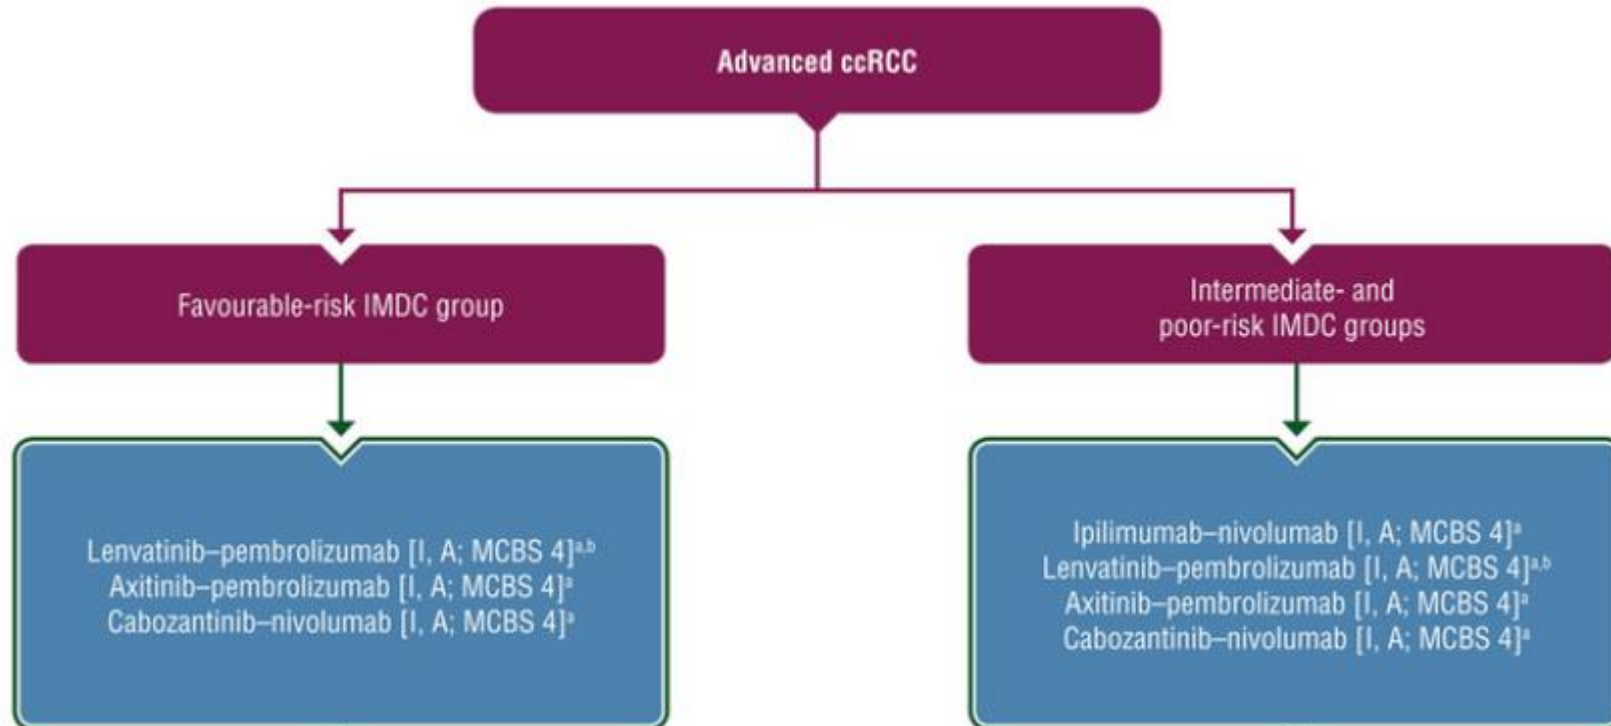 Advanced ccRCC
Favourable-risk IMDC group
Intermediate- and
poor-risk IMDC groups
Lenvatinib–pembrolizumab [I, A; MCBS 4]ᵃ,ᵇ
Axitinib–pembrolizumab [I, A; MCBS 4]ᵃ
Cabozantinib–nivolumab [I, A; MCBS 4]ᵃ
Ipilimumab–nivolumab [I, A; MCBS 4]ᵃ
Lenvatinib–pembrolizumab [I, A; MCBS 4]ᵃ,ᵇ
Axitinib–pembrolizumab [I, A; MCBS 4]ᵃ
Cabozantinib–nivolumab [I, A; MCBS 4]ᵃ